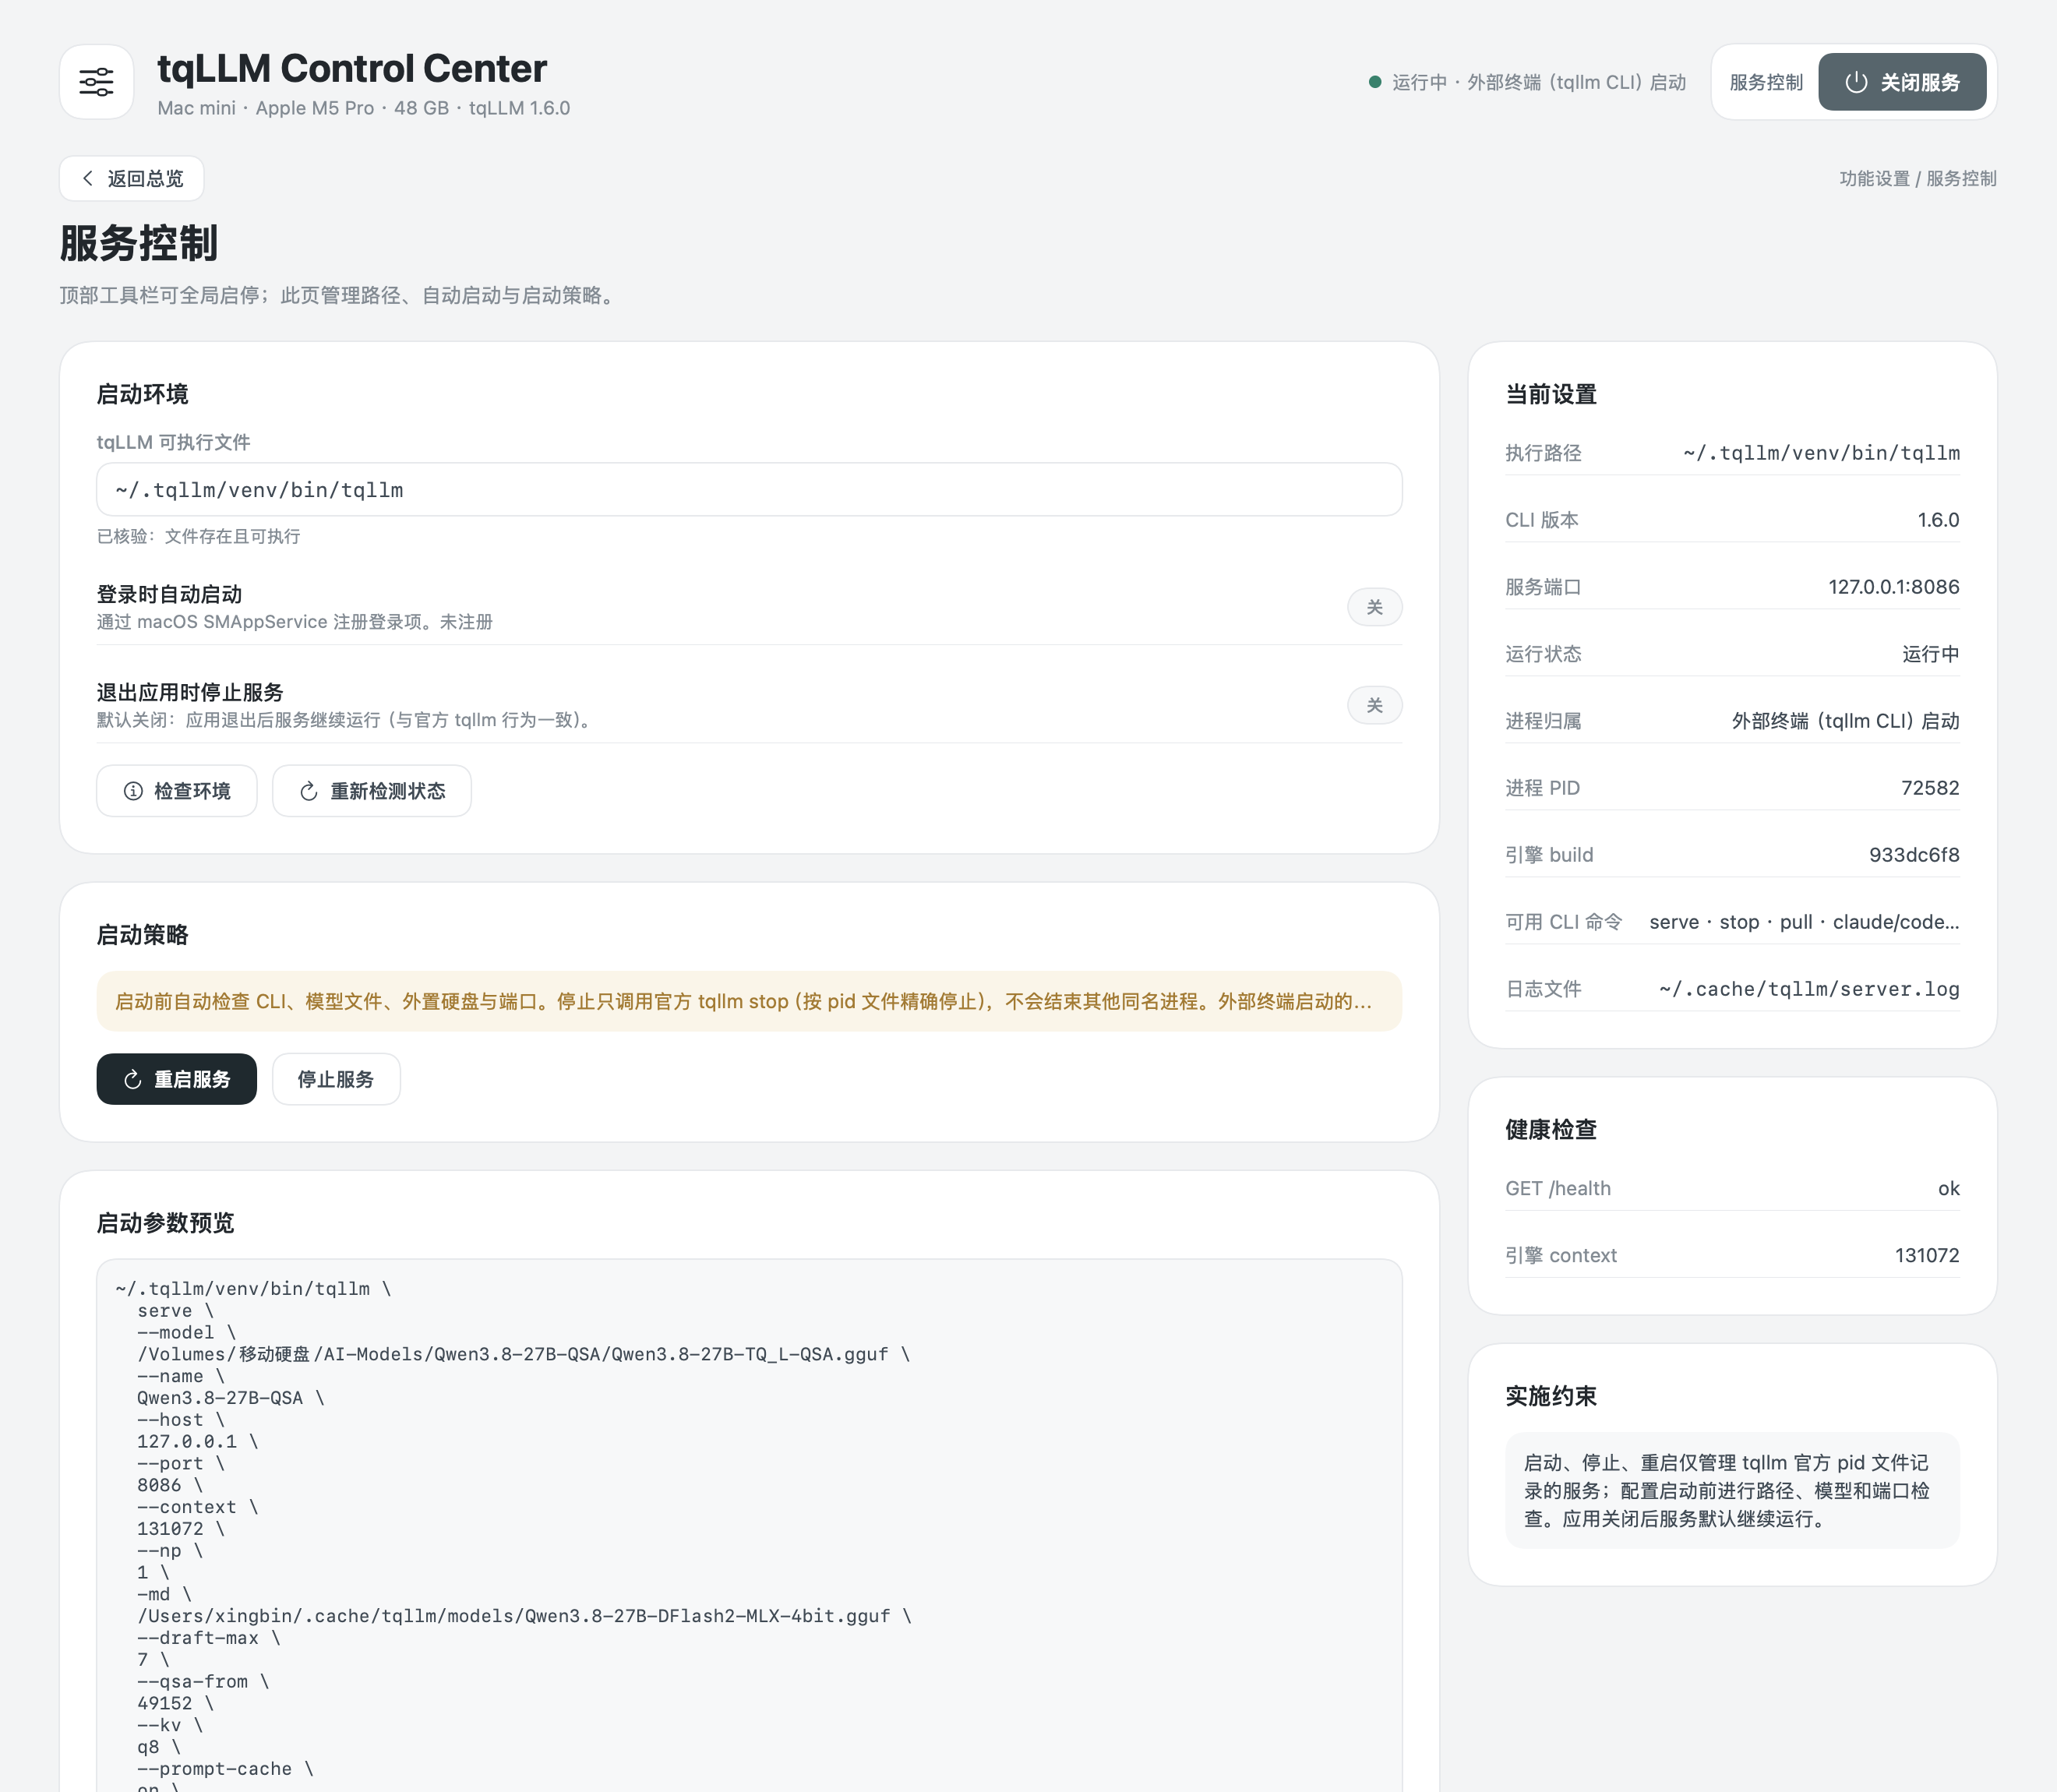 tqLLM Control Center
Mac mini · Apple M5 Pro · 48 GB · tqLLM 1.6.0
运行中 · 外部终端（tqllm CLI）启动
服务控制
关闭服务
返回总览
功能设置 / 服务控制
服务控制
顶部工具栏可全局启停；此页管理路径、自动启动与启动策略。
启动环境
tqLLM 可执行文件
~/.tqllm/venv/bin/tqllm
已核验：文件存在且可执行
登录时自动启动
通过 macOS SMAppService 注册登录项。未注册
关
退出应用时停止服务
默认关闭：应用退出后服务继续运行（与官方 tqllm 行为一致）。
关
检查环境
重新检测状态
启动策略
启动前自动检查 CLI、模型文件、外置硬盘与端口。停止只调用官方 tqllm stop（按 pid 文件精确停止），不会结束其他同名进程。外部终端启动的…
重启服务
停止服务
启动参数预览
~/.tqllm/venv/bin/tqllm \
serve \
--model \
/Volumes/移动硬盘/AI-Models/Qwen3.8-27B-QSA/Qwen3.8-27B-TQ_L-QSA.gguf \
--name \
Qwen3.8-27B-QSA \
--host \
127.0.0.1 \
--port \
8086 \
--context \
131072 \
--np \
1 \
-md \
/Users/xingbin/.cache/tqllm/models/Qwen3.8-27B-DFlash2-MLX-4bit.gguf \
--draft-max \
7 \
--qsa-from \
49152 \
--kv \
q8 \
--prompt-cache \
on \
当前设置
执行路径 ~/.tqllm/venv/bin/tqllm
CLI 版本 1.6.0
服务端口 127.0.0.1:8086
运行状态 运行中
进程归属 外部终端（tqllm CLI）启动
进程 PID 72582
引擎 build 933dc6f8
可用 CLI 命令 serve · stop · pull · claude/code…
日志文件 ~/.cache/tqllm/server.log
健康检查
GET /health ok
引擎 context 131072
实施约束
启动、停止、重启仅管理 tqllm 官方 pid 文件记
录的服务；配置启动前进行路径、模型和端口检
查。应用关闭后服务默认继续运行。